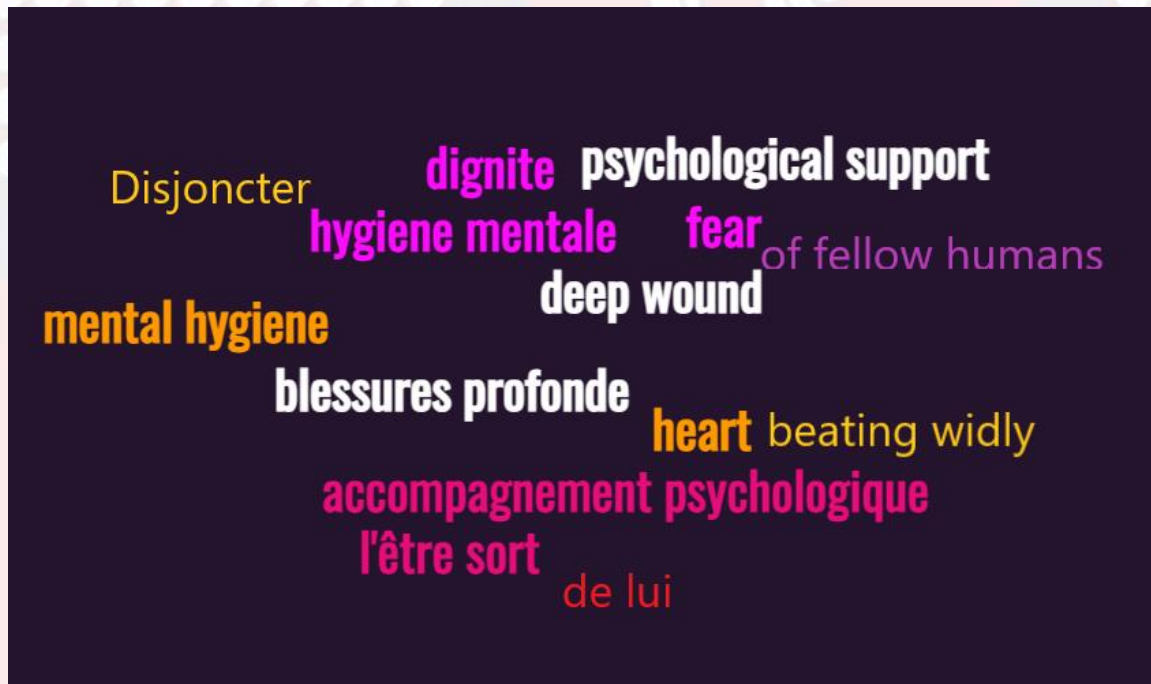 dignite psychological support
Disjoncter
hygiene mentale fear of fellow humans
deep wound
mental hygiene
blessures profonde
heart beating widly
accompagnement psychologique
l'être sort
de lui